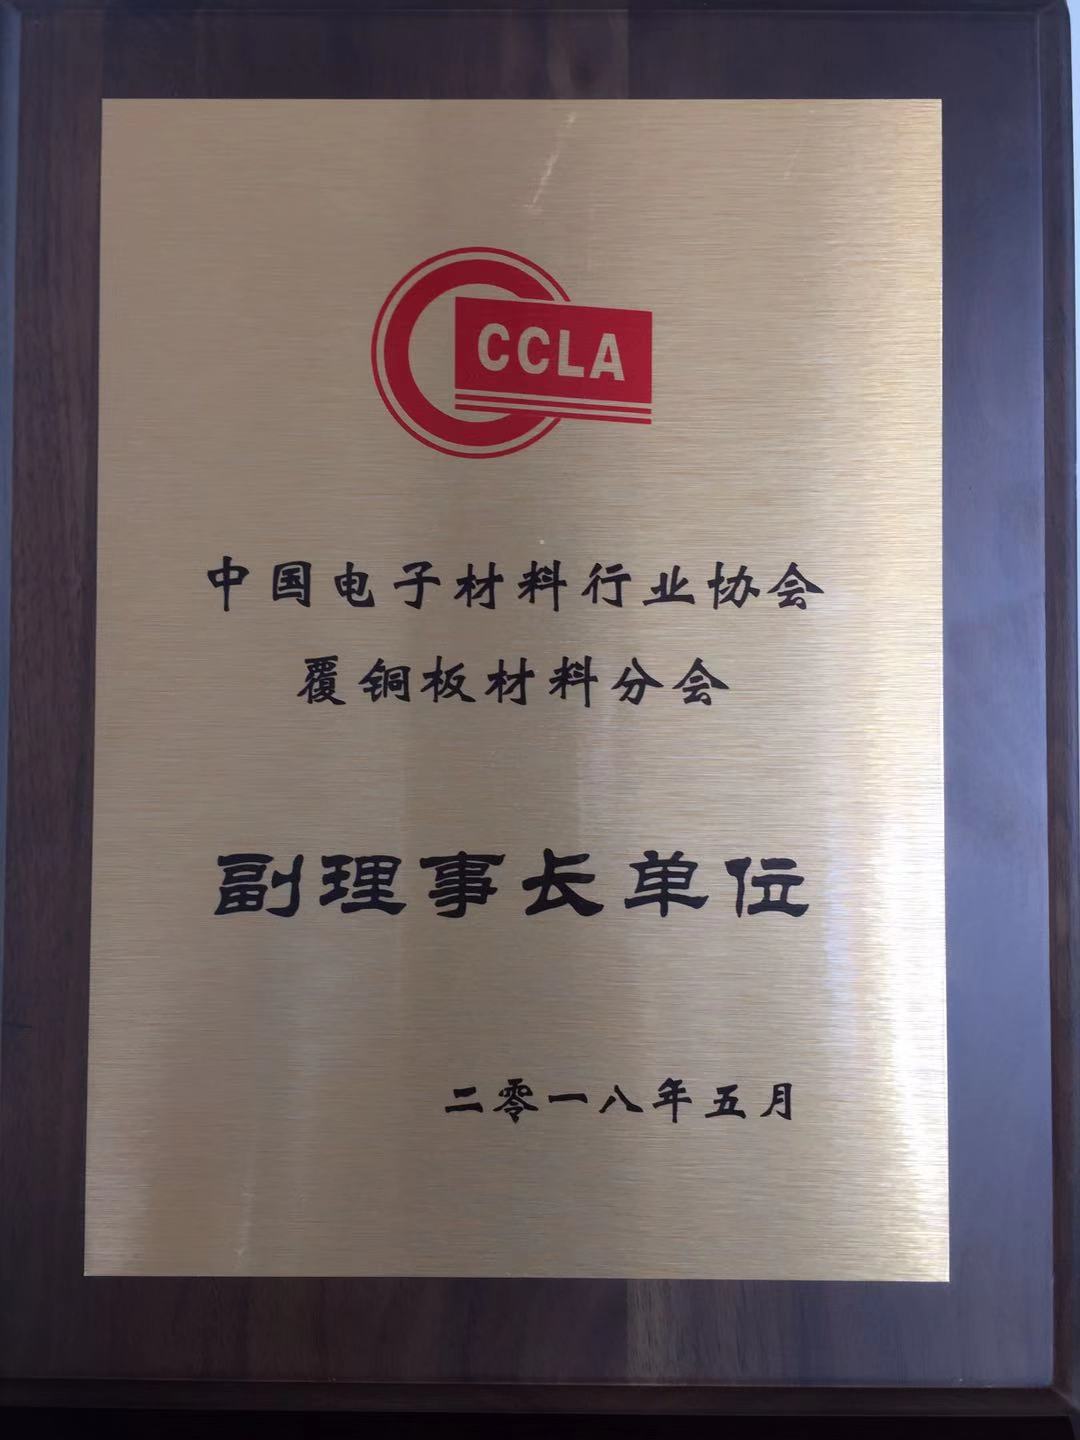 CCLA
中国电子材料行业协会
覆铜板材料分会
副理事长单位
二零一八年五月